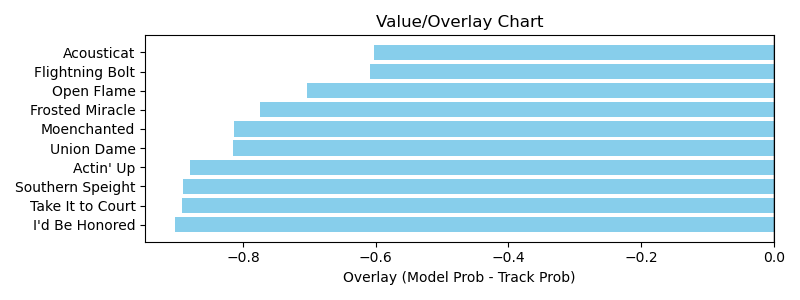 Value/Overlay Chart
Acousticat
Flightning Bolt
Open Flame
Frosted Miracle
Moenchanted
Union Dame
Actin' Up
Southern Speight
Take It to Court
I'd Be Honored
−0.8 −0.6 −0.4 −0.2 0.0
Overlay (Model Prob - Track Prob)